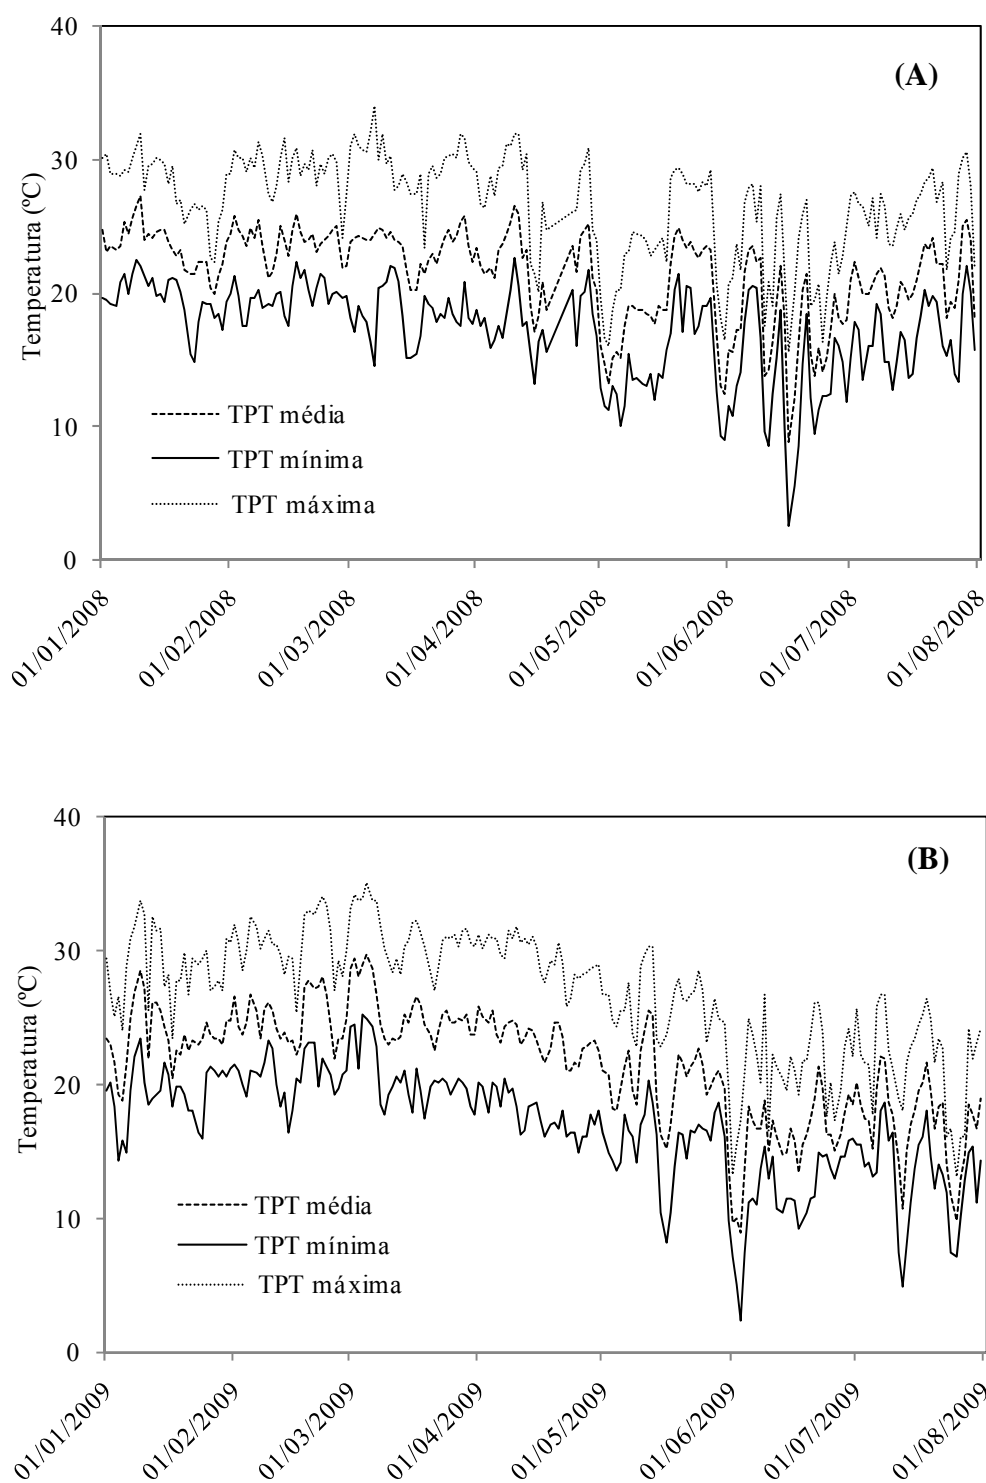 40
(A)
30
Temperatura (ºC)
20
TPT média
10
TPT mínima
TPT máxima
0
01/01/2008
01/02/2008
01/03/2008
01/04/2008
01/05/2008
01/06/2008
01/07/2008
01/08/2008
40
(B)
30
Temperatura (ºC)
20
TPT média
10
TPT mínima
TPT máxima
0
01/01/2009
01/02/2009
01/03/2009
01/04/2009
01/05/2009
01/06/2009
01/07/2009
01/08/2009